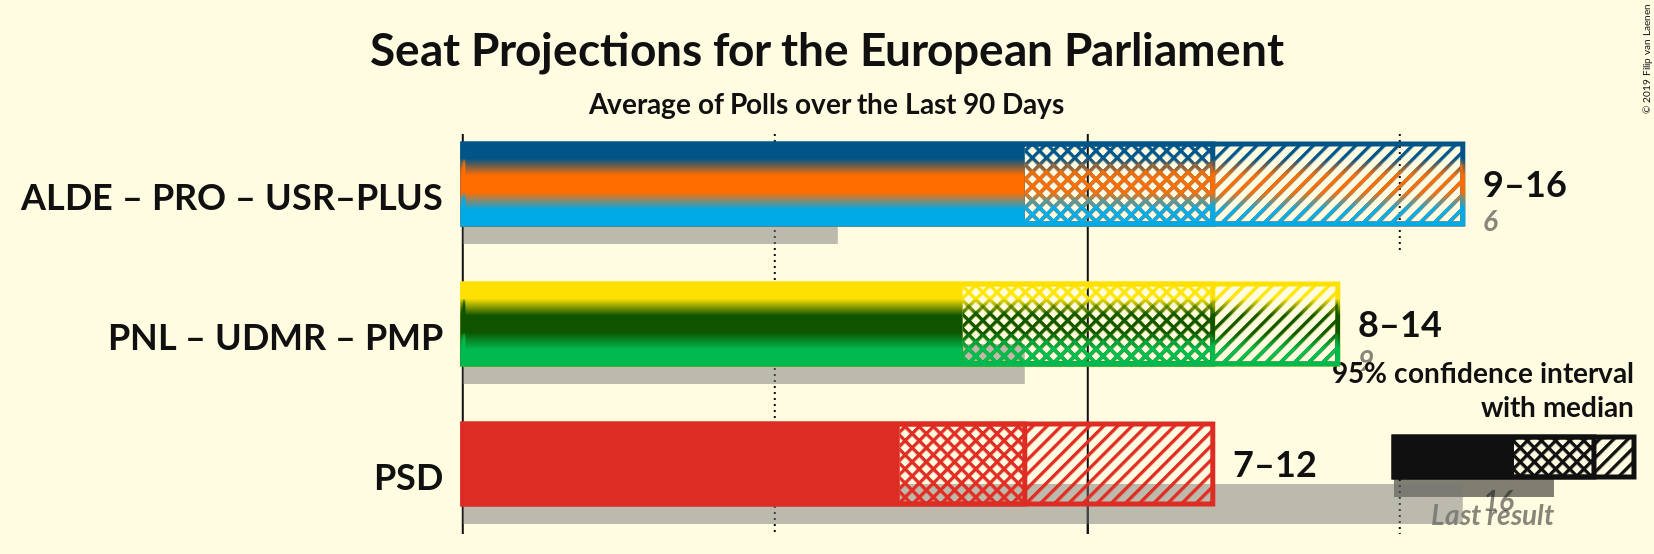 Seat Projections for the European Parliament
Average of Polls over the Last 90 Days
© 2019 Filip van Laenen
ALDE – PRO – USR–PLUS
9–16
6
PNL – UDMR – PMP
8–14
9
95% confidence interval
with median
PSD
7–12
16
Last result